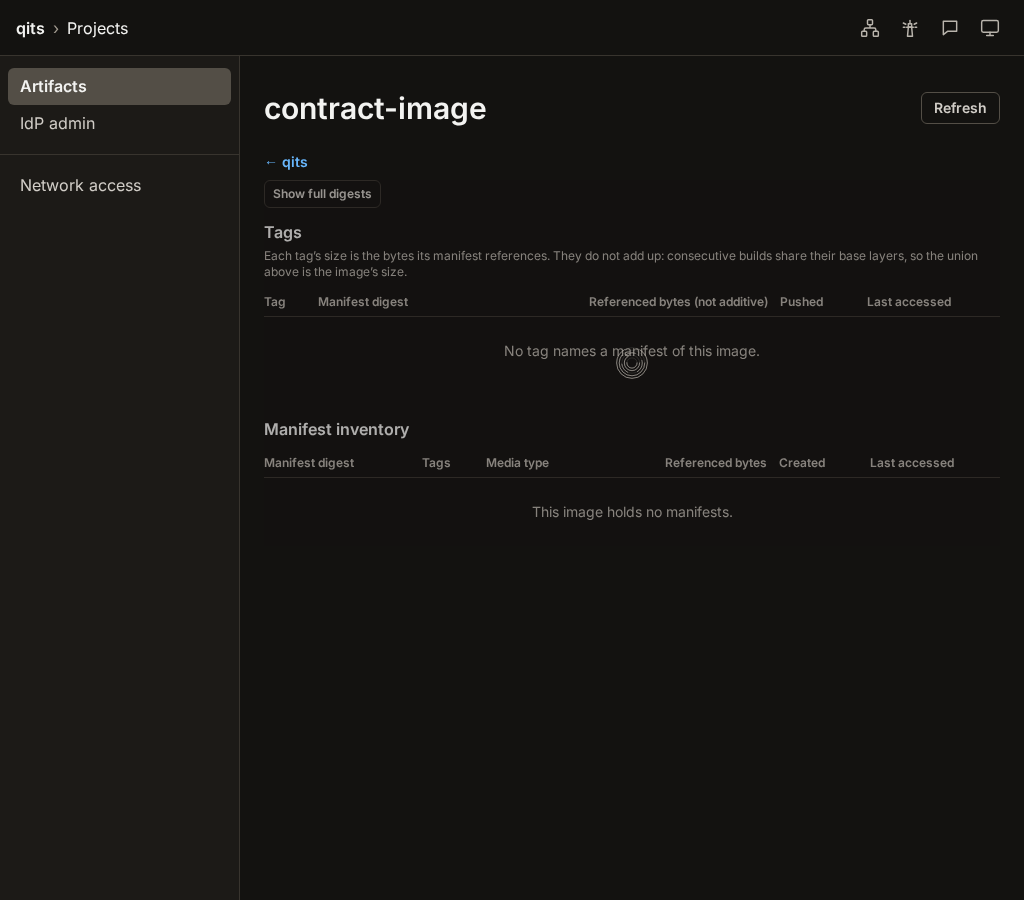 qits › Projects
Artifacts
IdP admin
Network access
contract-image
Refresh
← qits
Show full digests
Tags
Each tag’s size is the bytes its manifest references. They do not add up: consecutive builds share their base layers, so the union
above is the image’s size.
Tag Manifest digest Referenced bytes (not additive) Pushed Last accessed
No tag names a manifest of this image.
Manifest inventory
Manifest digest Tags Media type Referenced bytes Created Last accessed
This image holds no manifests.